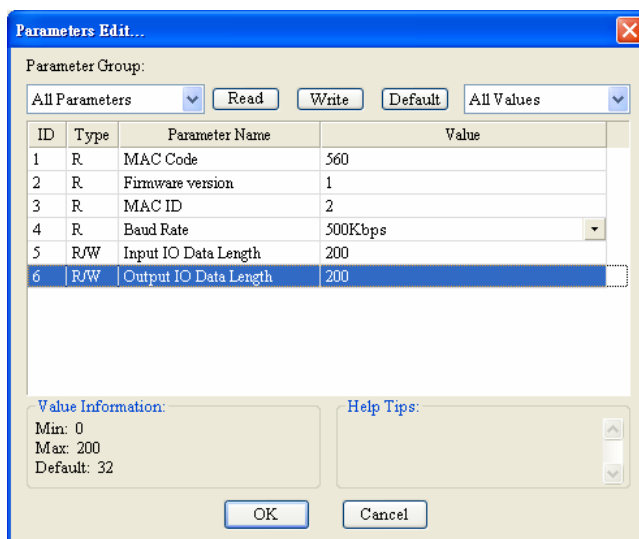 Parameters Edit...
Parameter Group:
All Parameters Read Write Default All Values
ID Type Parameter Name Value
1 R MAC Code 560
2 R Firmware version 1
3 R MAC ID 2
4 R Baud Rate 500Kbps
5 R/W Input IO Data Length 200
6 R/W Output IO Data Length 200
Value Information:
Min: 0
Max: 200
Default: 32
Help Tips:
OK Cancel